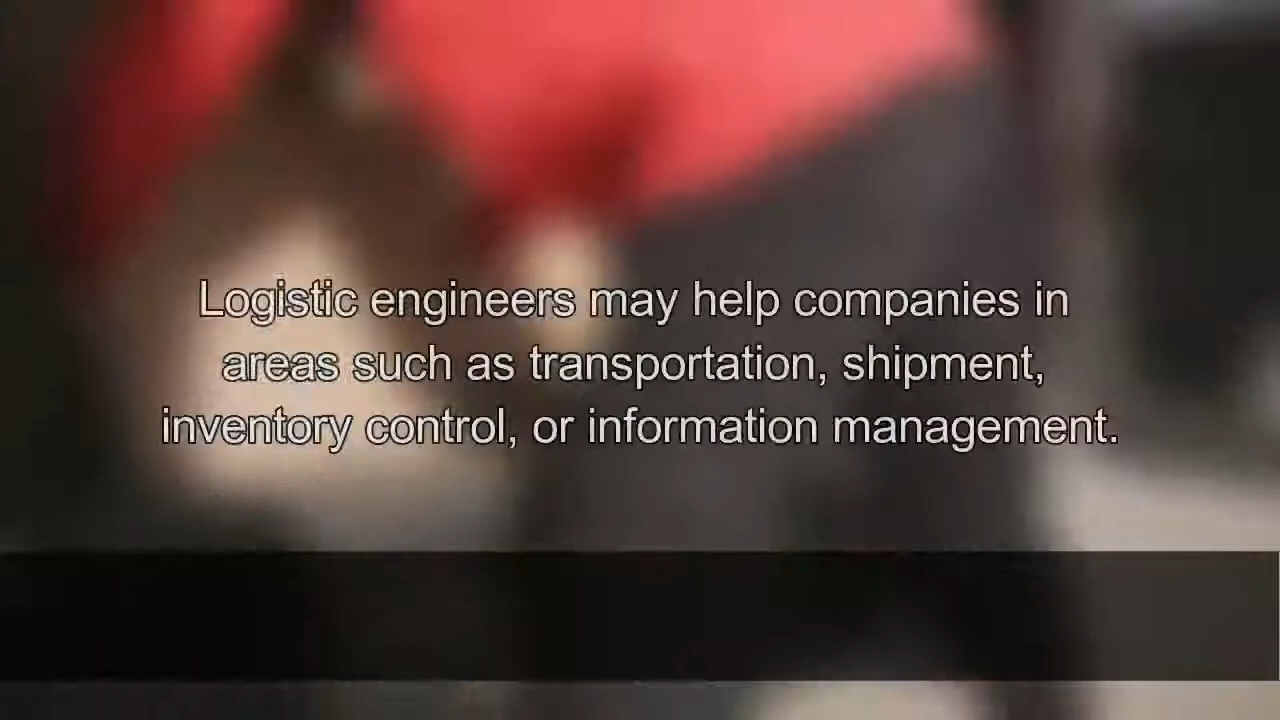 Logistic engineers may help companies in
areas such as transportation, shipment,
inventory control, or information management.